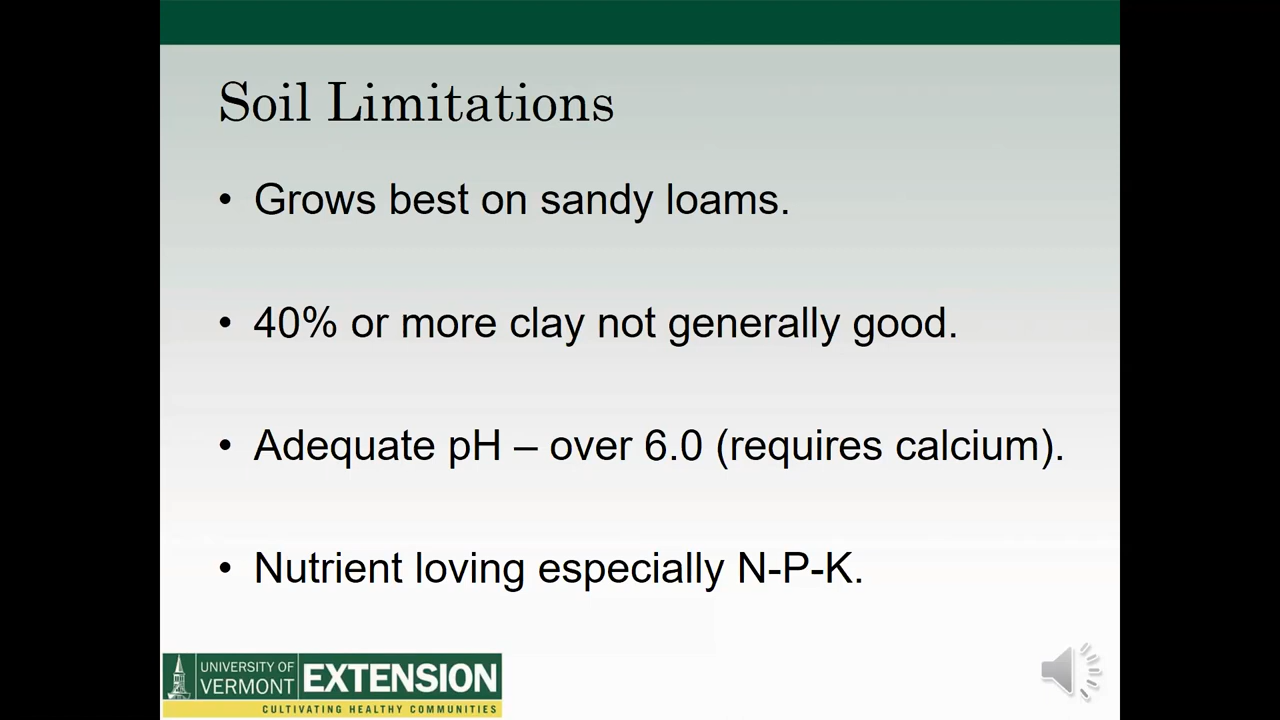 Soil Limitations
• Grows best on sandy loams.
• 40% or more clay not generally good.
• Adequate pH – over 6.0 (requires calcium).
• Nutrient loving especially N-P-K.
UNIVERSITY OF
VERMONT
EXTENSION
CULTIVATING HEALTHY COMMUNITIES